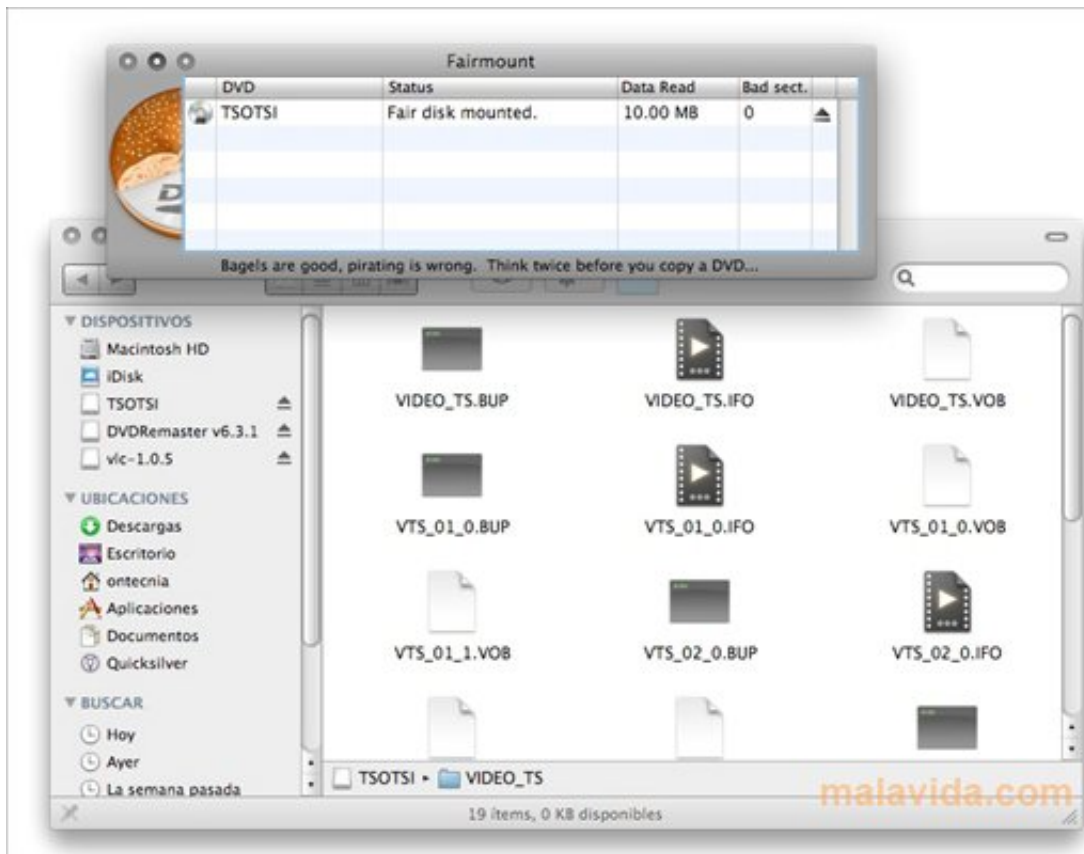 Fairmount
DVD Status Data Read Bad sect.
TSOTSI Fair disk mounted. 10.00 MB 0
Bagels are good, pirating is wrong. Think twice before you copy a DVD...
DISPOSITIVOS
Macintosh HD
iDisk
TSOTSI
DVDRemaster v6.3.1
vlc-1.0.5
UBICACIONES
Descargas
Escritorio
ontecnia
Aplicaciones
Documentos
Quicksilver
BUSCAR
Hoy
Ayer
La semana pasada
VIDEO_TS.BUP VIDEO_TS.IFO VIDEO_TS.VOB
VTS_01_0.BUP VTS_01_0.IFO VTS_01_0.VOB
VTS_01_1.VOB VTS_02_0.BUP VTS_02_0.IFO
TSOTSI VIDEO_TS
19 ítems, 0 KB disponibles
malavida.com